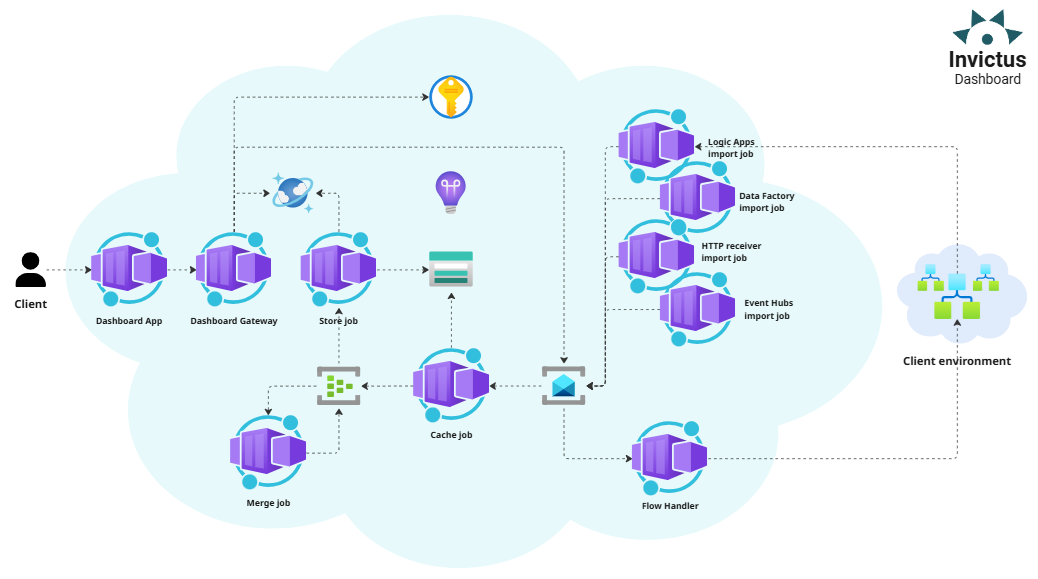 Invictus
Dashboard
Logic Apps
import job
Data Factory
import job
HTTP receiver
import job
Event Hubs
import job
Client
Dashboard App
Dashboard Gateway
Store job
Client environment
Cache job
Merge job
Flow Handler